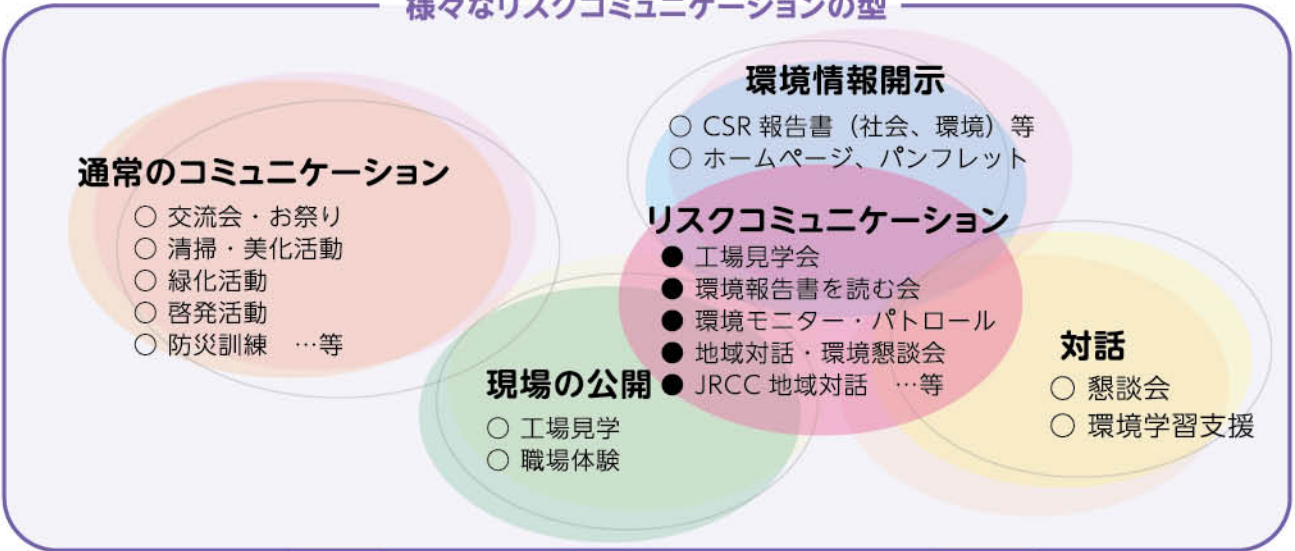 様々なリスクコミュニケーションの型
通常のコミュニケーション
○ 交流会・お祭り
○ 清掃・美化活動
○ 緑化活動
○ 啓発活動
○ 防災訓練 …等
環境情報開示
○ CSR 報告書（社会、環境）等
○ ホームページ、パンフレット
リスクコミュニケーション
● 工場見学会
● 環境報告書を読む会
● 環境モニター・パトロール
● 地域対話・環境懇談会
● JRCC 地域対話 …等
現場の公開
○ 工場見学
○ 職場体験
対話
○ 懇談会
○ 環境学習支援